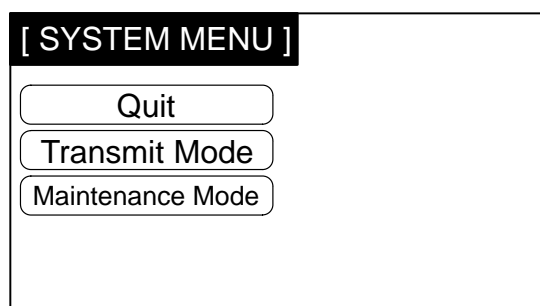 [ SYSTEM MENU ]
Quit
Transmit Mode
Maintenance Mode